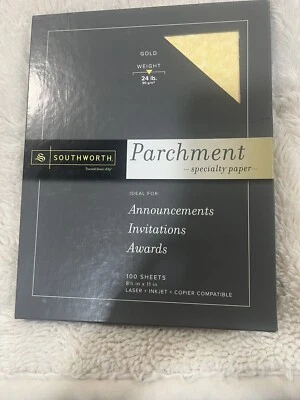 GOLD
WEIGHT
24 lb.
SOUTHWORTH
Parchment
specialty paper
IDEAL FOR:
Announcements
Invitations
Awards
100 SHEETS
8½ in x 11 in
LASER + INKJET + COPIER COMPATIBLE